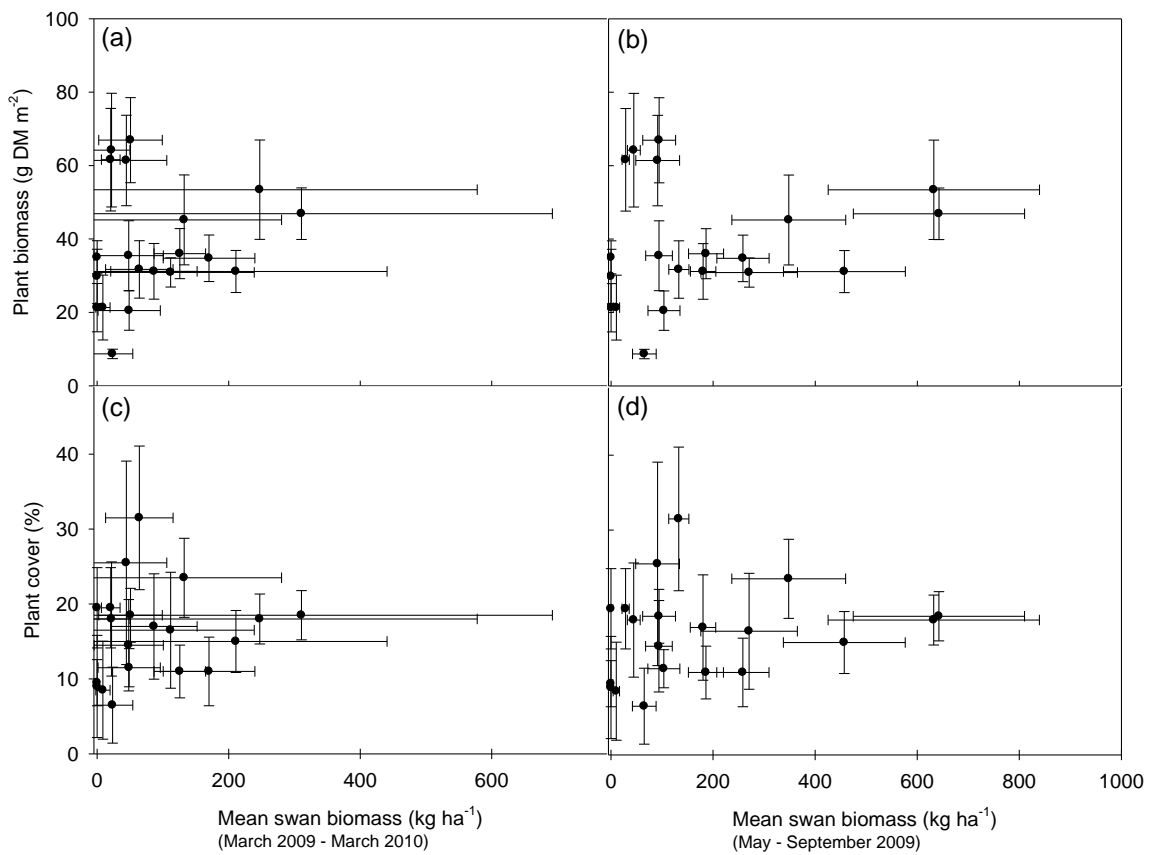 (a)
(b)
100
80
60
40
20
0
Plant biomass (g DM m-2)
(c)
(d)
40
30
20
10
0
Plant cover (%)
0 200 400 600
0 200 400 600 800 1000
Mean swan biomass (kg ha-1)
(March 2009 - March 2010)
Mean swan biomass (kg ha-1)
(May - September 2009)